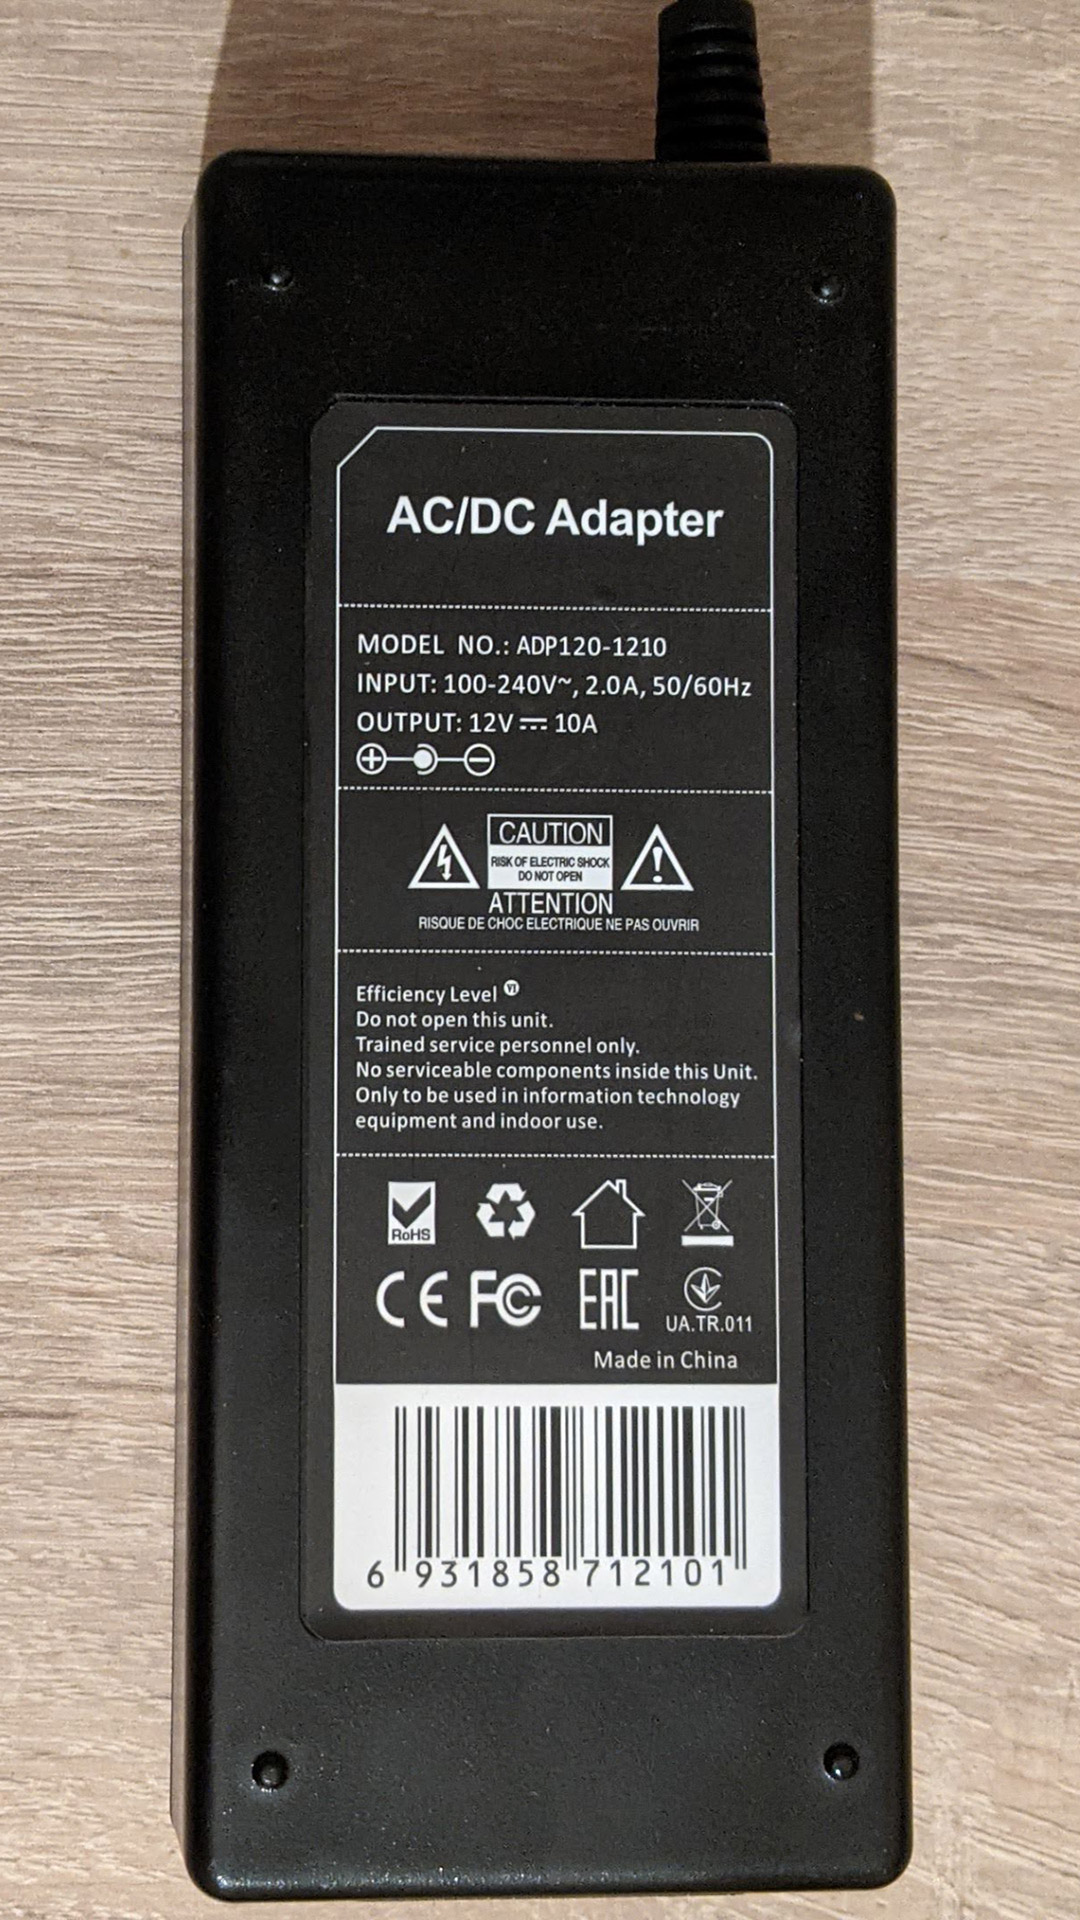 AC/DC Adapter
MODEL NO.: ADP120-1210
INPUT: 100-240V~, 2.0A, 50/60Hz
OUTPUT: 12V ⎓ 10A
CAUTION
RISK OF ELECTRIC SHOCK
DO NOT OPEN
ATTENTION
RISQUE DE CHOC ELECTRIQUE NE PAS OUVRIR
Efficiency Level VI
Do not open this unit.
Trained service personnel only.
No serviceable components inside this Unit.
Only to be used in information technology
equipment and indoor use.
RoHS
CE FC EAC
UA.TR.011
Made in China
6 931858 712101